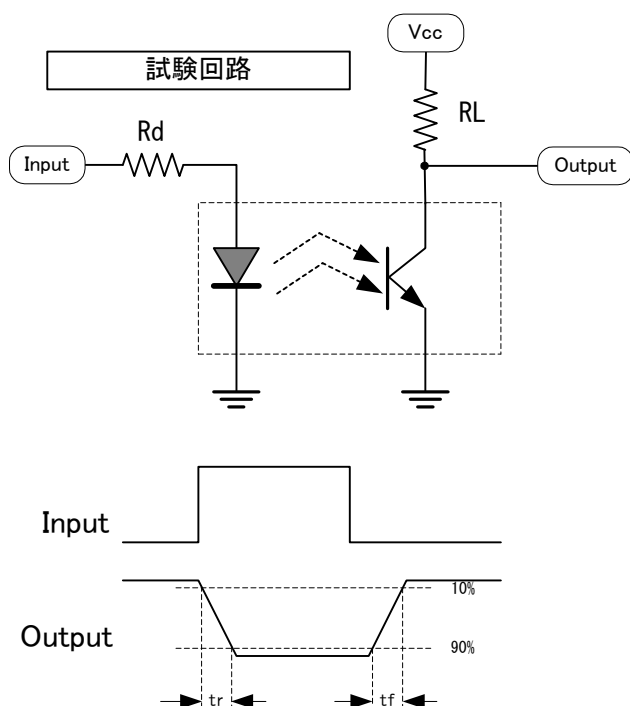 Vcc
試験回路
RL
Rd
Input
Output
Input
10%
Output
90%
tr
tf